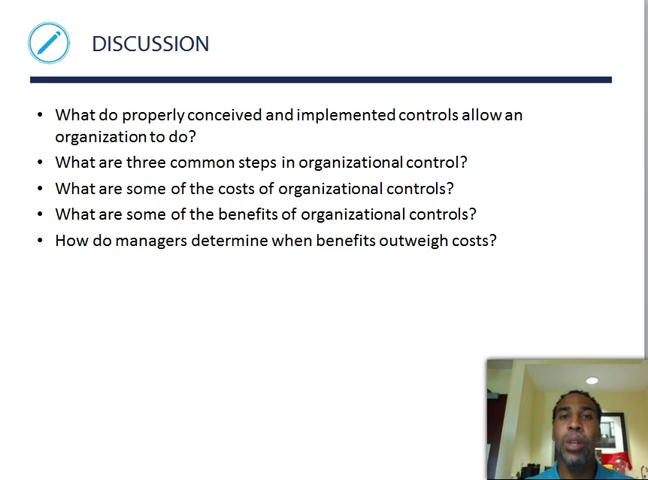 DISCUSSION
• What do properly conceived and implemented controls allow an
organization to do?
• What are three common steps in organizational control?
• What are some of the costs of organizational controls?
• What are some of the benefits of organizational controls?
• How do managers determine when benefits outweigh costs?